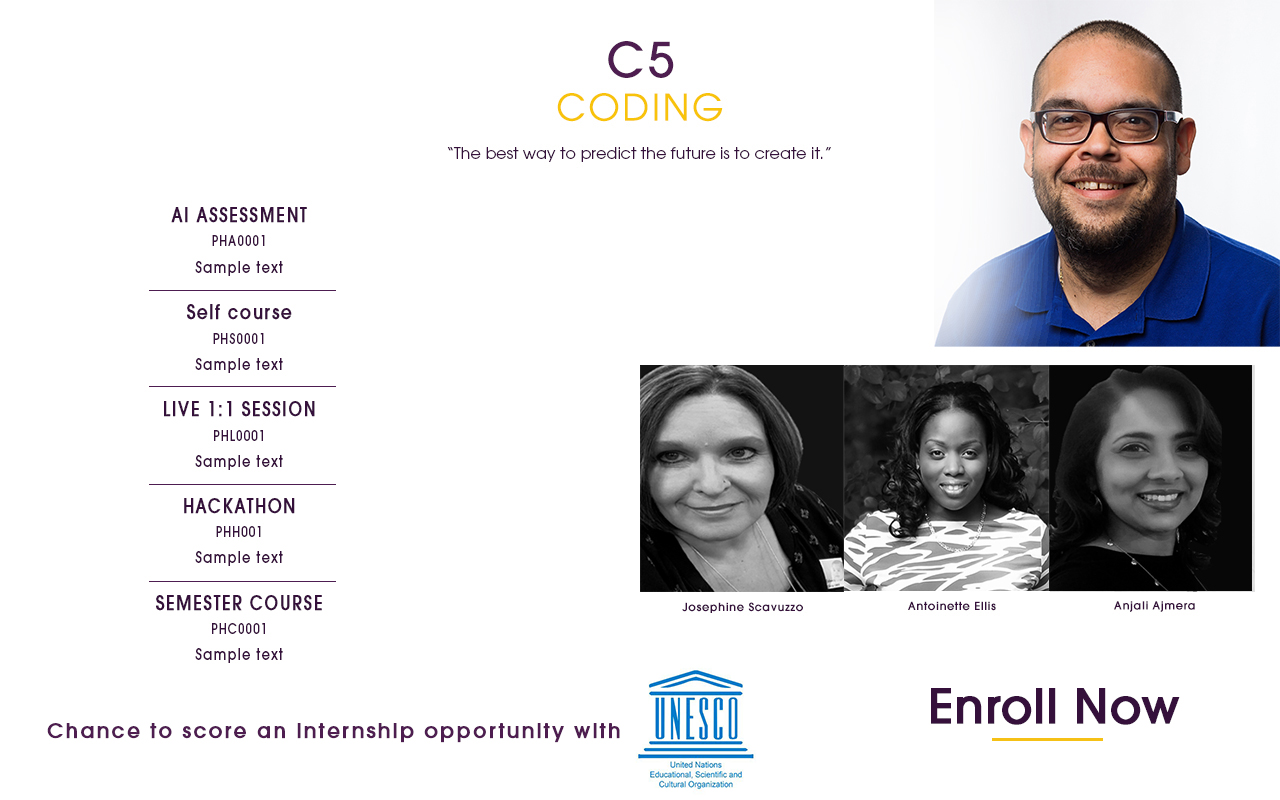 C5
CODING
“The best way to predict the future is to create it.”
AI ASSESSMENT
PHA0001
Sample text
Self course
PHS0001
Sample text
LIVE 1:1 SESSION
PHL0001
Sample text
HACKATHON
PHH001
Sample text
SEMESTER COURSE
PHC0001
Sample text
Josephine Scavuzzo
Antoinette Ellis
Anjali Ajmera
Chance to score an internship opportunity with
UNESCO
United Nations
Educational, Scientific and
Cultural Organization
Enroll Now